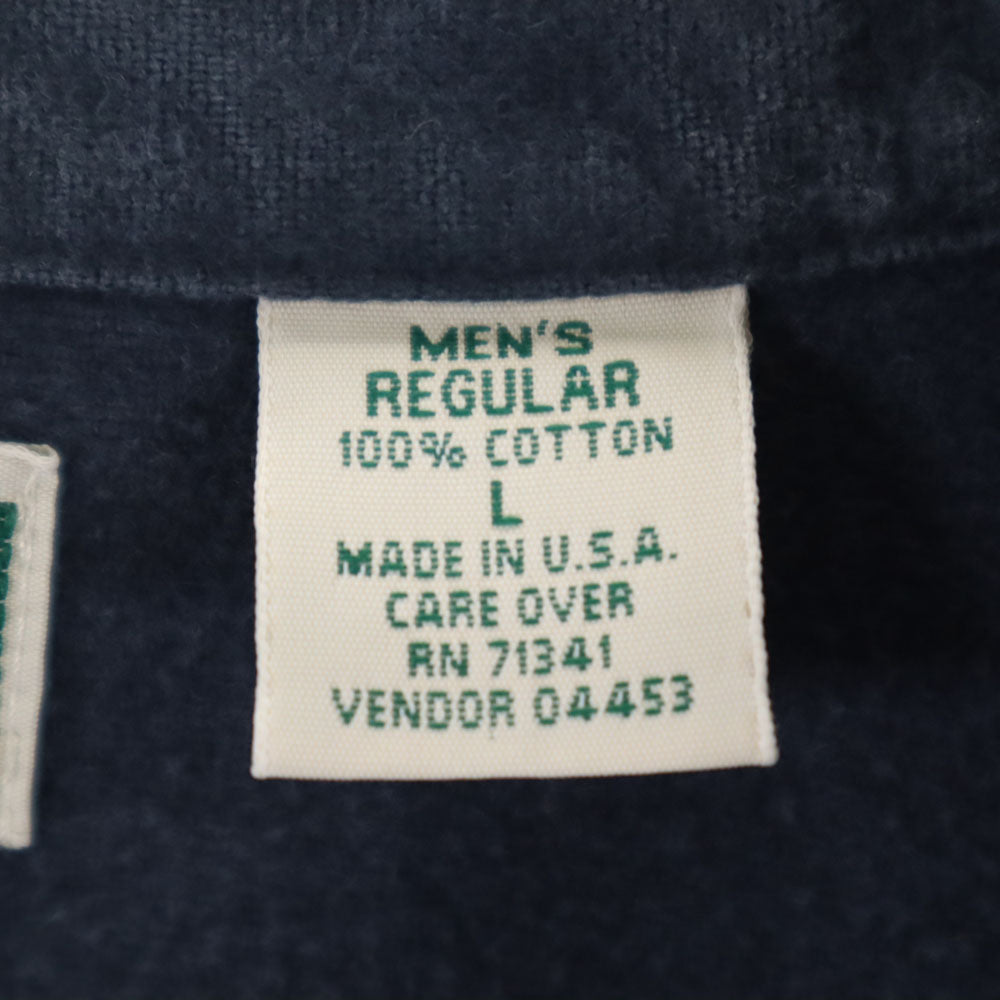 MEN'S
REGULAR
100% COTTON
L
MADE IN U.S.A.
CARE OVER
RN 71341
VENDOR 04453